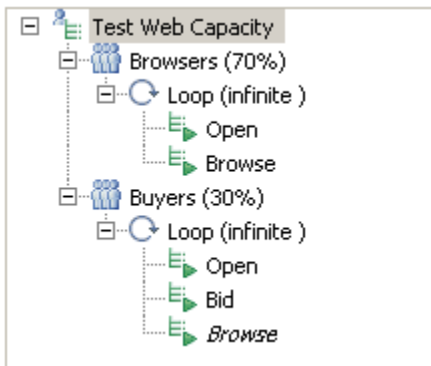 Test Web Capacity
Browsers (70%)
Loop (infinite )
Open
Browse
Buyers (30%)
Loop (infinite )
Open
Bid
Browse